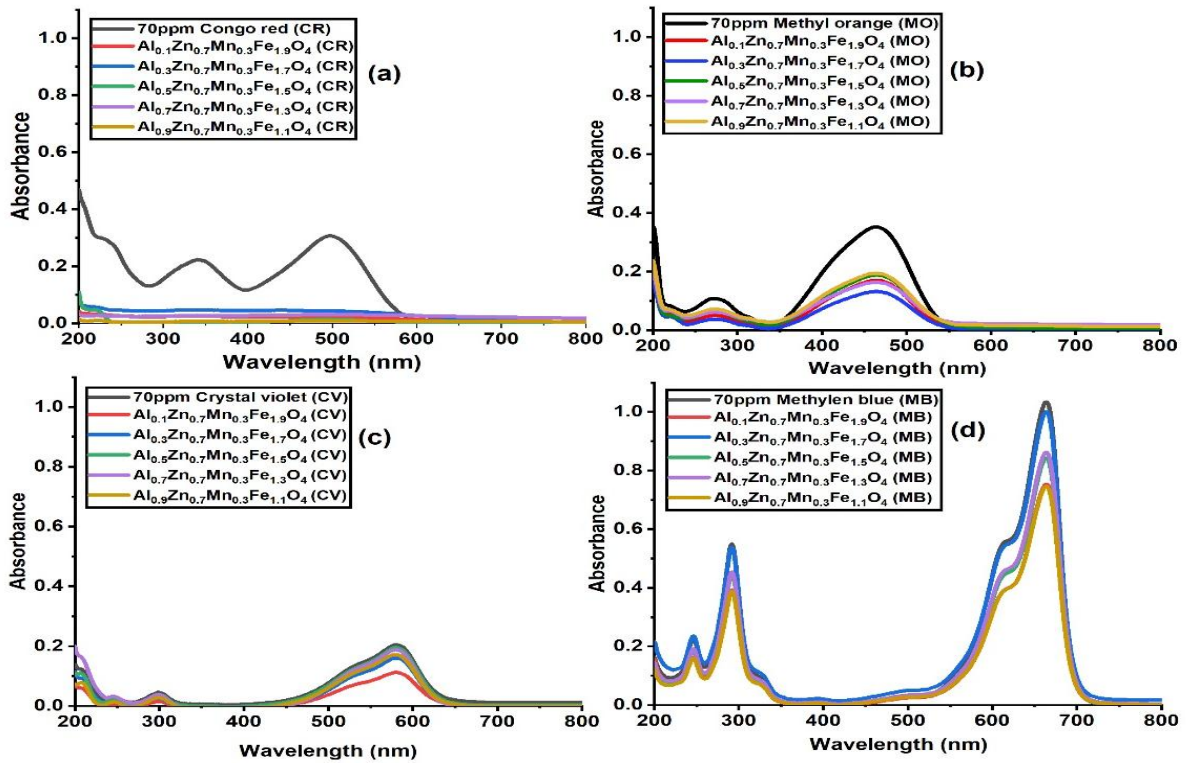 70ppm Congo red (CR)
Al0.1Zn0.7Mn0.3Fe1.9O4 (CR)
Al0.3Zn0.7Mn0.3Fe1.7O4 (CR)
Al0.5Zn0.7Mn0.3Fe1.5O4 (CR)
Al0.7Zn0.7Mn0.3Fe1.3O4 (CR)
Al0.9Zn0.7Mn0.3Fe1.1O4 (CR)
(a)
Absorbance
1.0
0.8
0.6
0.4
0.2
0.0
200 300 400 500 600 700 800
Wavelength (nm)
70ppm Methyl orange (MO)
Al0.1Zn0.7Mn0.3Fe1.9O4 (MO)
Al0.3Zn0.7Mn0.3Fe1.7O4 (MO)
Al0.5Zn0.7Mn0.3Fe1.5O4 (MO)
Al0.7Zn0.7Mn0.3Fe1.3O4 (MO)
Al0.9Zn0.7Mn0.3Fe1.1O4 (MO)
(b)
Absorbance
1.0
0.8
0.6
0.4
0.2
0.0
200 300 400 500 600 700 800
Wavelength (nm)
70ppm Crystal violet (CV)
Al0.1Zn0.7Mn0.3Fe1.9O4 (CV)
Al0.3Zn0.7Mn0.3Fe1.7O4 (CV)
Al0.5Zn0.7Mn0.3Fe1.5O4 (CV)
Al0.7Zn0.7Mn0.3Fe1.3O4 (CV)
Al0.9Zn0.7Mn0.3Fe1.1O4 (CV)
(c)
Absorbance
1.0
0.8
0.6
0.4
0.2
0.0
200 300 400 500 600 700 800
Wavelength (nm)
70ppm Methylen blue (MB)
Al0.1Zn0.7Mn0.3Fe1.9O4 (MB)
Al0.3Zn0.7Mn0.3Fe1.7O4 (MB)
Al0.5Zn0.7Mn0.3Fe1.5O4 (MB)
Al0.7Zn0.7Mn0.3Fe1.3O4 (MB)
Al0.9Zn0.7Mn0.3Fe1.1O4 (MB)
(d)
Absorbance
1.0
0.8
0.6
0.4
0.2
0.0
200 300 400 500 600 700 800
Wavelength (nm)